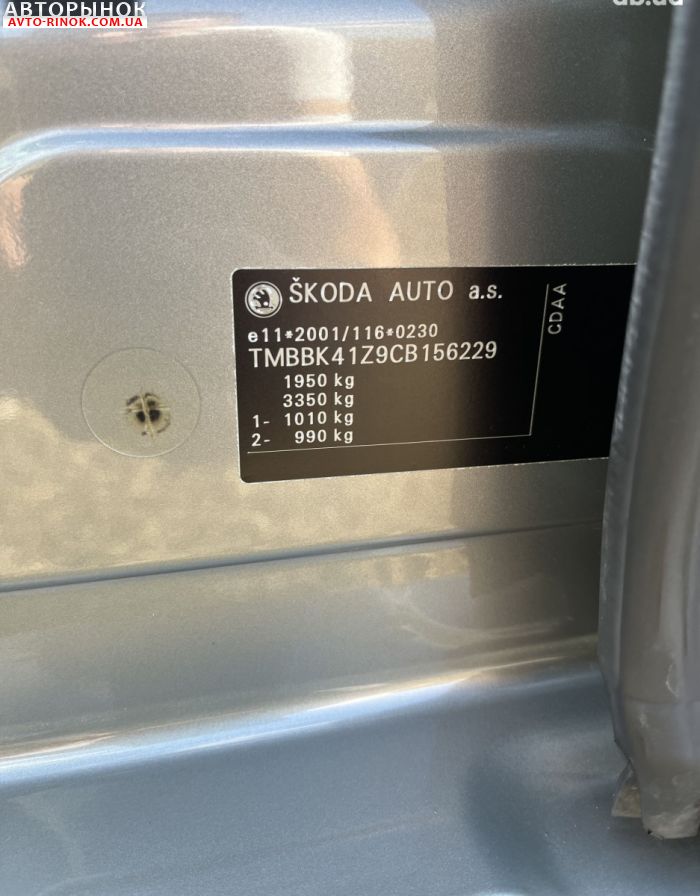 АВТОРЫНОК
AVTO-RINOK.COM.UA
ŠKODA AUTO a.s.
e11*2001/116*0230
TMBBK41Z9CB156229
1950 kg
3350 kg
1- 1010 kg
2- 990 kg
CDAA